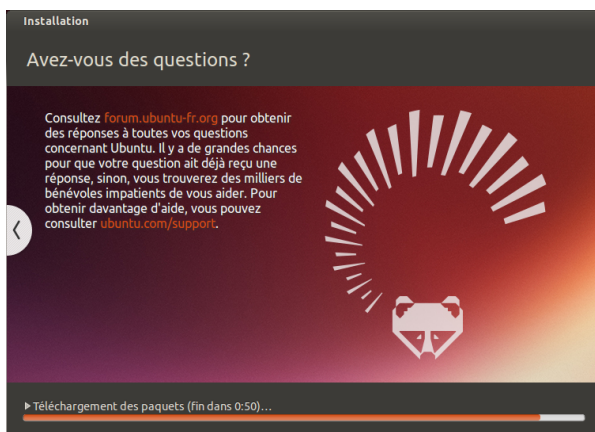 Installation
Avez-vous des questions ?
Consultez forum.ubuntu-fr.org pour obtenir
des réponses à toutes vos questions
concernant Ubuntu. Il y a de grandes chances
pour que votre question ait déjà reçu une
réponse, sinon, vous trouverez des milliers de
bénévoles impatients de vous aider. Pour
obtenir davantage d'aide, vous pouvez
consulter ubuntu.com/support.
Téléchargement des paquets (fin dans 0:50)…